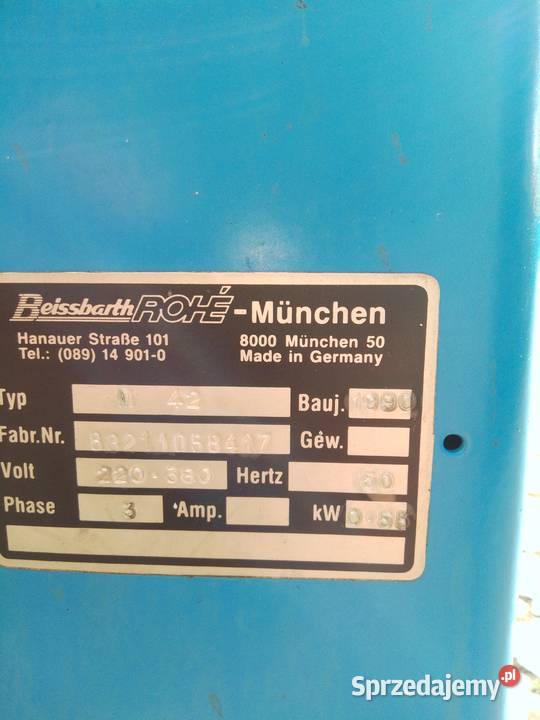 Beissbarth ROHÉ-München
Hanauer Straße 101 8000 München 50
Tel.: (089) 14 901-0 Made in Germany
Typ 42 Bauj. 1990
Fabr.Nr. Gew.
Volt 220-380 Hertz 50
Phase 3 Amp. kW
Sprzedajemy.pl